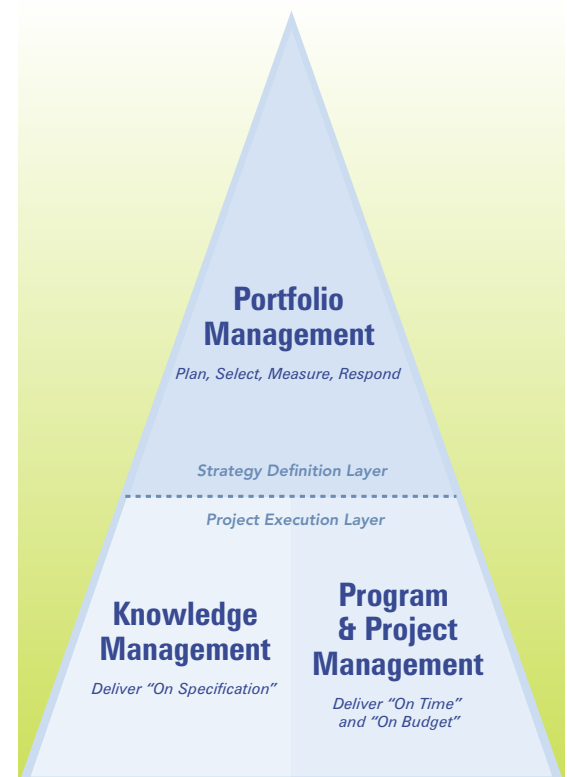 Portfolio
Management
Plan, Select, Measure, Respond
Strategy Definition Layer
Project Execution Layer
Knowledge
Management
Deliver “On Specification”
Program
& Project
Management
Deliver “On Time”
and “On Budget”